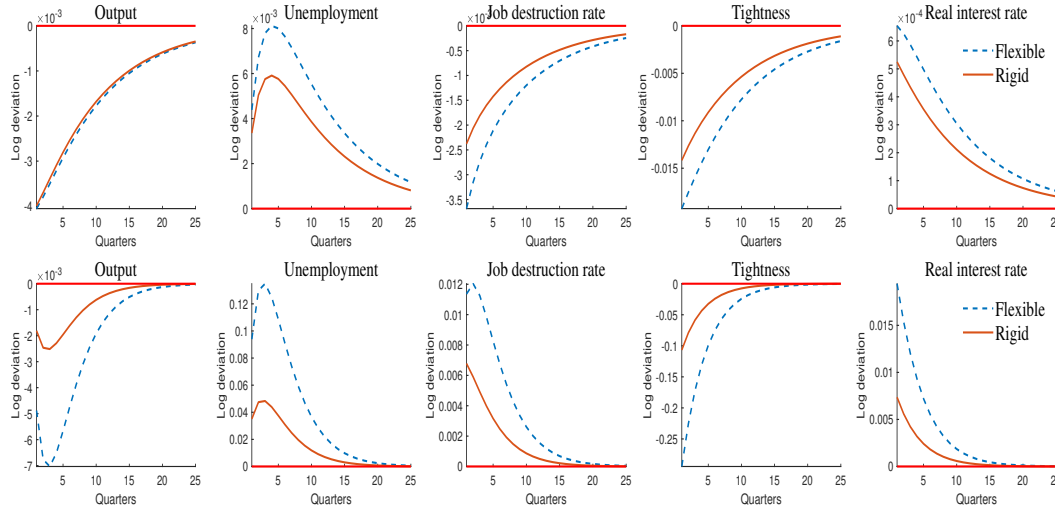 Output
×10⁻³
0
-1
-2
-3
-4
Log deviation
5 10 15 20 25
Quarters
Unemployment
×10⁻³
8
6
4
2
0
Log deviation
5 10 15 20 25
Quarters
Job destruction rate
×10⁻³
0
-0.5
-1
-1.5
-2
-2.5
-3
-3.5
Log deviation
5 10 15 20 25
Quarters
Tightness
0
-0.005
-0.01
-0.015
Log deviation
5 10 15 20 25
Quarters
Real interest rate
×10⁻⁴
6
5
4
3
2
1
0
Log deviation
Flexible
Rigid
5 10 15 20 25
Quarters
Output
×10⁻³
0
-1
-2
-3
-4
-5
-6
-7
Log deviation
5 10 15 20 25
Quarters
Unemployment
0.12
0.1
0.08
0.06
0.04
0.02
0
Log deviation
5 10 15 20 25
Quarters
Job destruction rate
0.012
0.01
0.008
0.006
0.004
0.002
0
Log deviation
5 10 15 20 25
Quarters
Tightness
0
-0.05
-0.1
-0.15
-0.2
-0.25
Log deviation
5 10 15 20 25
Quarters
Real interest rate
0.015
0.01
0.005
0
Log deviation
Flexible
Rigid
5 10 15 20 25
Quarters